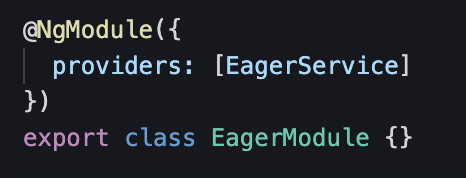 @NgModule({
  providers: [EagerService]
})
export class EagerModule {}